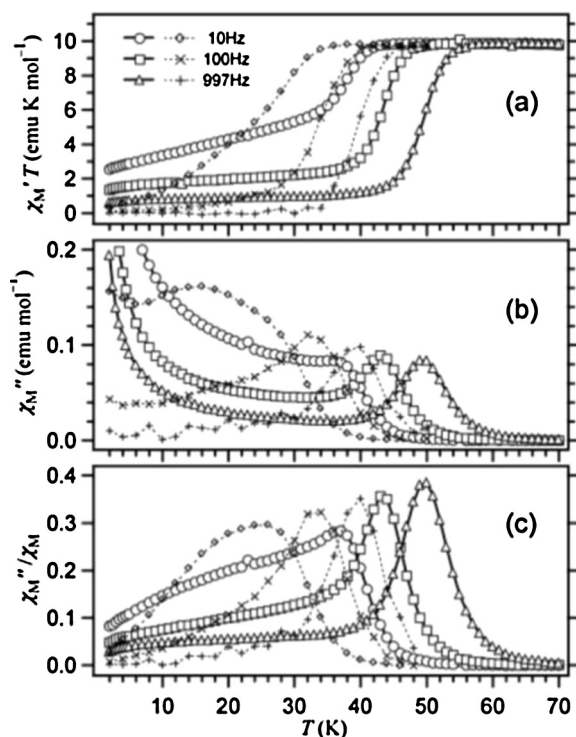 10Hz
100Hz
997Hz
(a)
χM′T (emu K mol⁻¹)
10
8
6
4
2
0
(b)
χM″ (emu mol⁻¹)
0.2
0.1
0.0
(c)
χM″/χM
0.4
0.3
0.2
0.1
0.0
10 20 30 40 50 60 70
T (K)